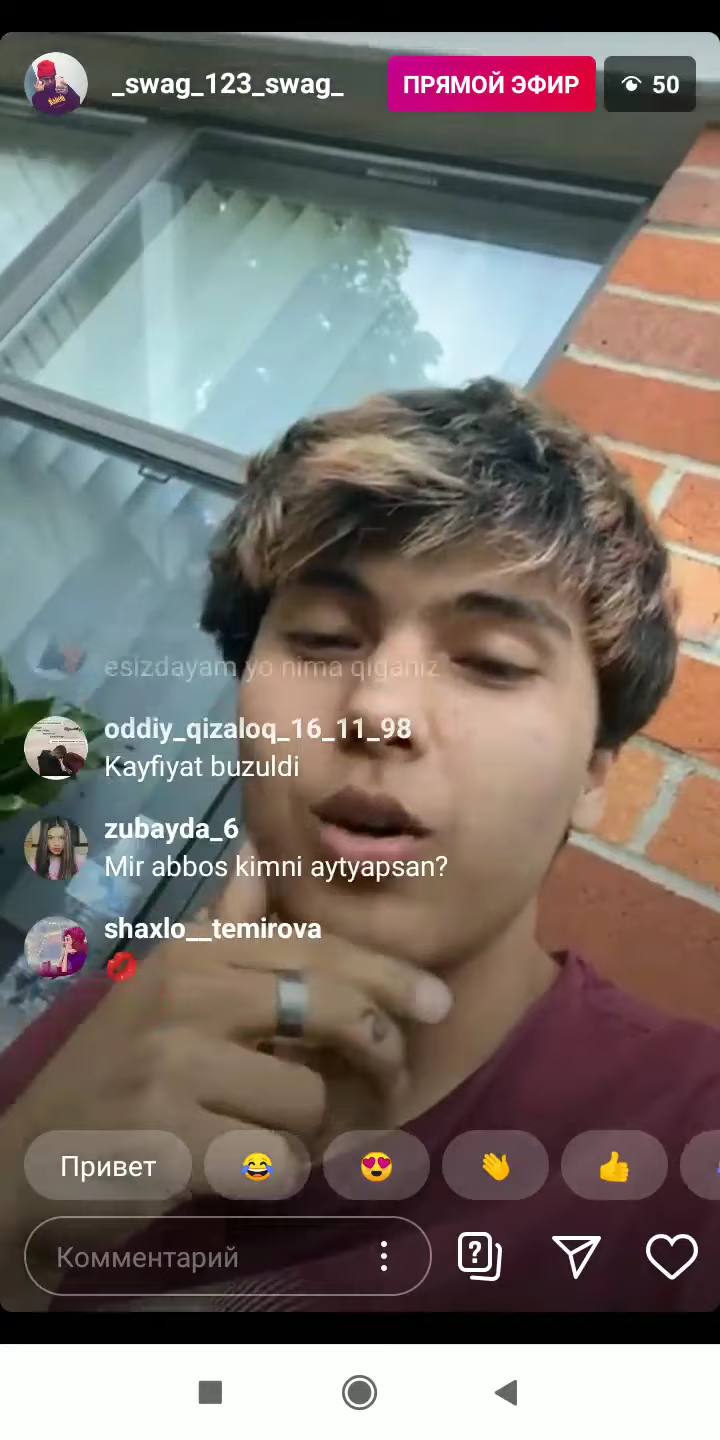 _swag_123_swag_
ПРЯМОЙ ЭФИР
50
esizdayam yo nima qiganiz
oddiy_qizaloq_16_11_98
Kayfiyat buzuldi
zubayda_6
Mir abbos kimni aytyapsan?
shaxlo__temirova
Привет
Комментарий